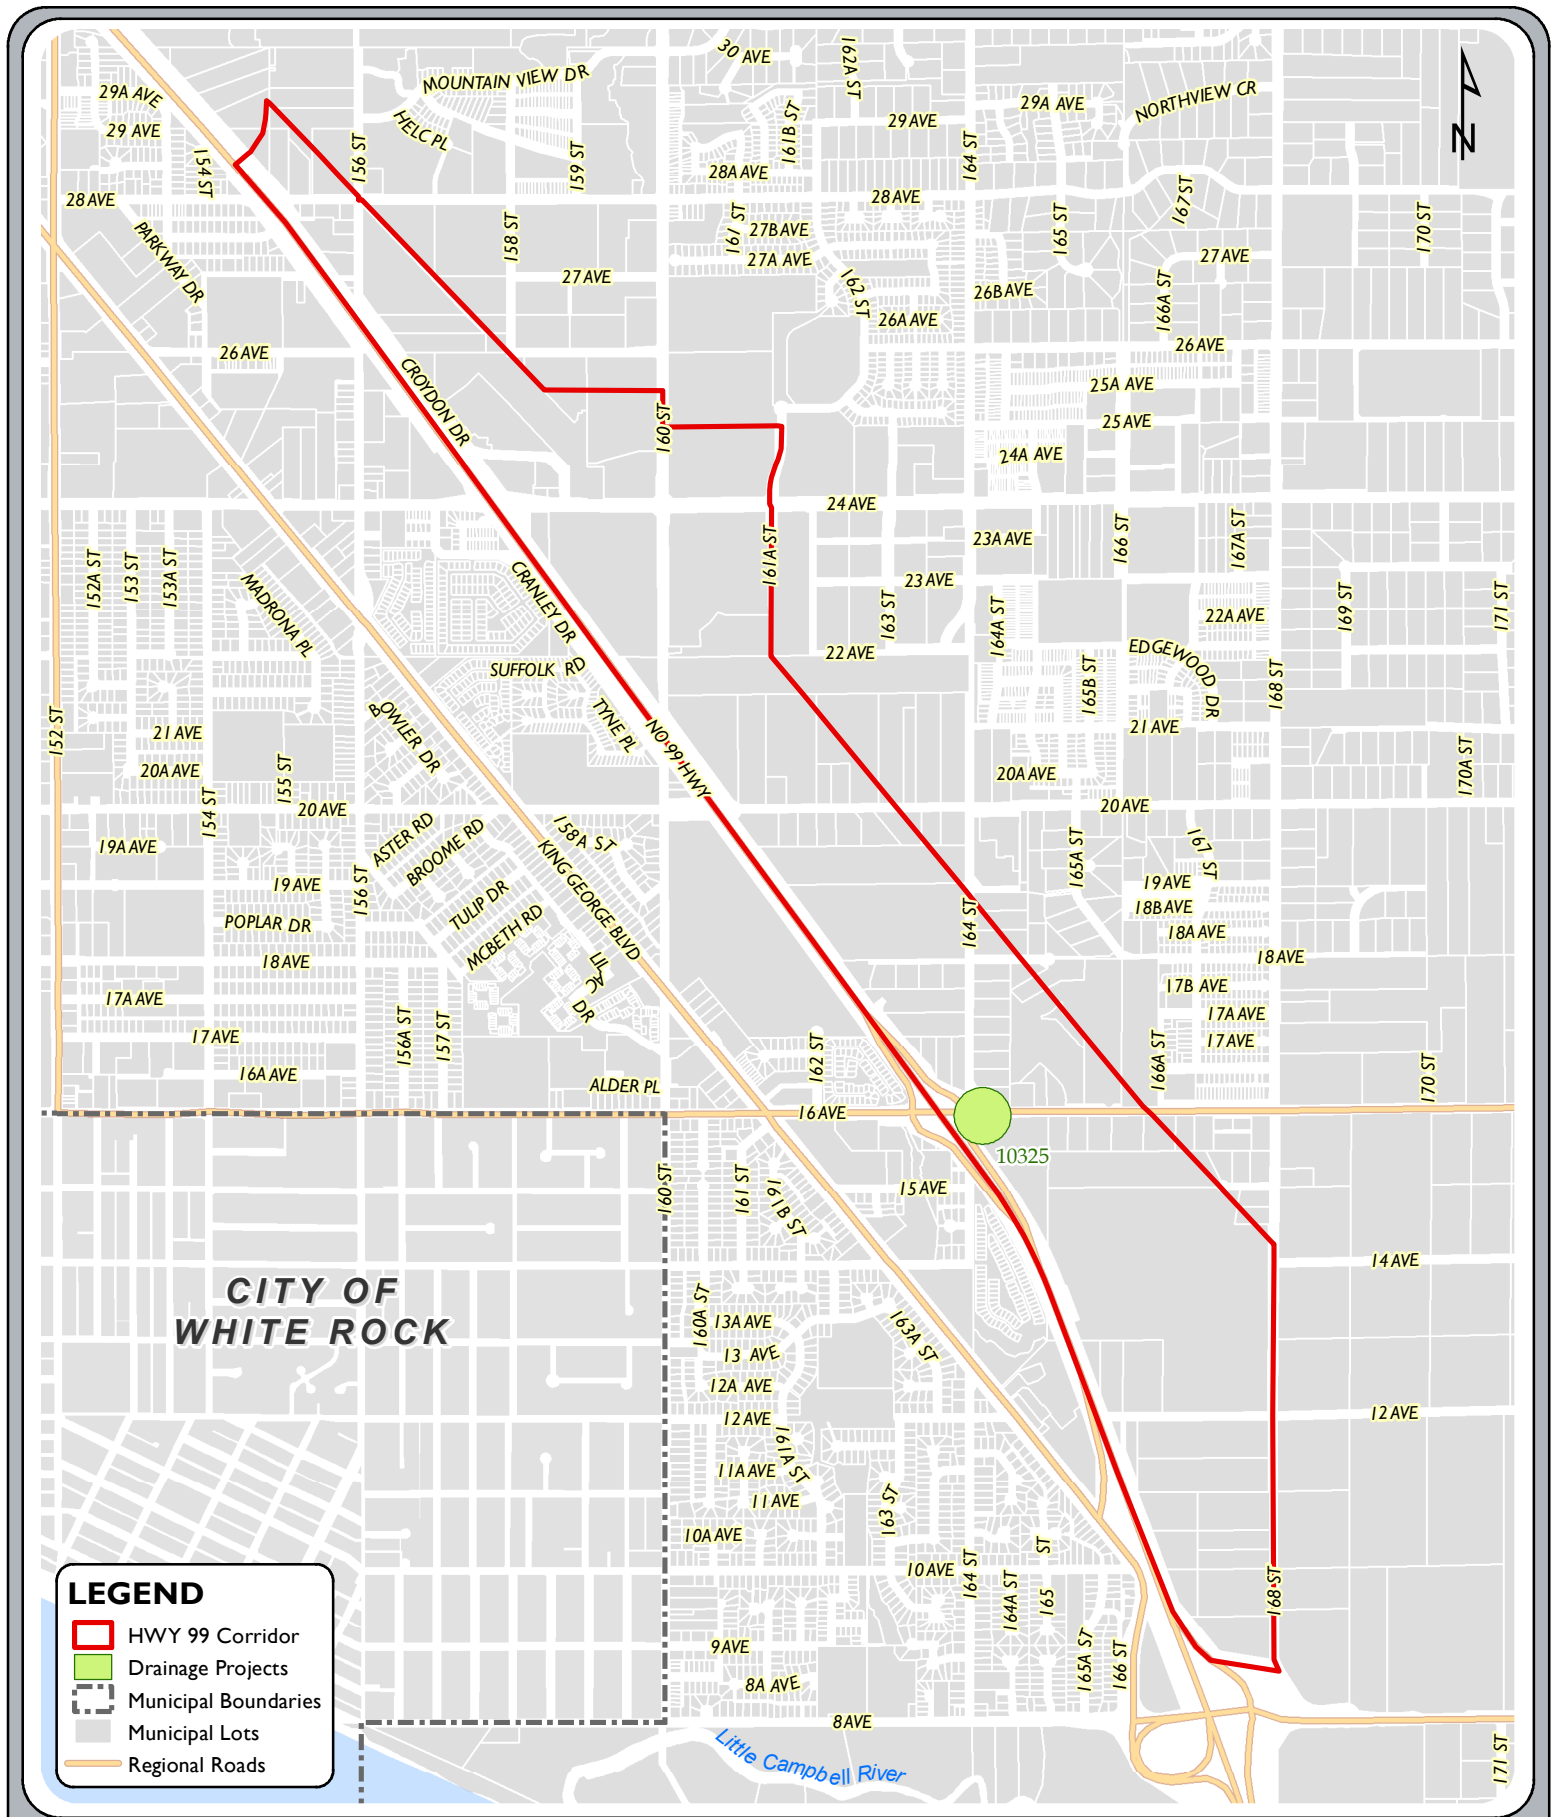 30 AVE
162A ST
MOUNTAIN VIEW DR
29A AVE
29A AVE
NORTHVIEW CR
N
29 AVE
HELC PL
161B ST
29 AVE
156 ST
159 ST
164 ST
154 ST
28A AVE
28 AVE
28 AVE
167 ST
158 ST
161 ST
27B AVE
165 ST
170 ST
PARKWAY DR
27A AVE
27 AVE
27 AVE
162 ST
26B AVE
166A ST
26A AVE
26 AVE
26 AVE
CROYDON DR
25A AVE
160 ST
25 AVE
24A AVE
24 AVE
161A ST
23A AVE
166 ST
167A ST
152A ST
153 ST
153A ST
MADRONA PL
CRANLEY DR
23 AVE
163 ST
164A ST
22A AVE
169 ST
171 ST
22 AVE
SUFFOLK RD
EDGEWOOD DR
165B ST
168 ST
152 ST
BOWLER DR
TYNE PL
NO 99 HWY
21 AVE
21 AVE
20A AVE
155 ST
20A AVE
170A ST
154 ST
20 AVE
20 AVE
19A AVE
ASTER RD
BROOME RD
158A ST
KING GEORGE BLVD
165A ST
167 ST
156 ST
19 AVE
19 AVE
TULIP DR
18B AVE
POPLAR DR
MCBETH RD
164 ST
18A AVE
18 AVE
LILAC DR
18 AVE
17A AVE
17B AVE
156A ST
157 ST
17A AVE
17 AVE
162 ST
166A ST
17 AVE
16A AVE
ALDER PL
170 ST
16 AVE
10325
160 ST
161 ST
161B ST
15 AVE
CITY OF
WHITE ROCK
14 AVE
160A ST
13A AVE
163A ST
13 AVE
12A AVE
12 AVE
12 AVE
161A ST
11A AVE
11 AVE
163 ST
10A AVE
10 AVE
164 ST
164A ST
165 ST
168 ST
9 AVE
165A ST
166 ST
8A AVE
8 AVE
171 ST
Little Campbell River
LEGEND
HWY 99 Corridor
Drainage Projects
Municipal Boundaries
Municipal Lots
Regional Roads